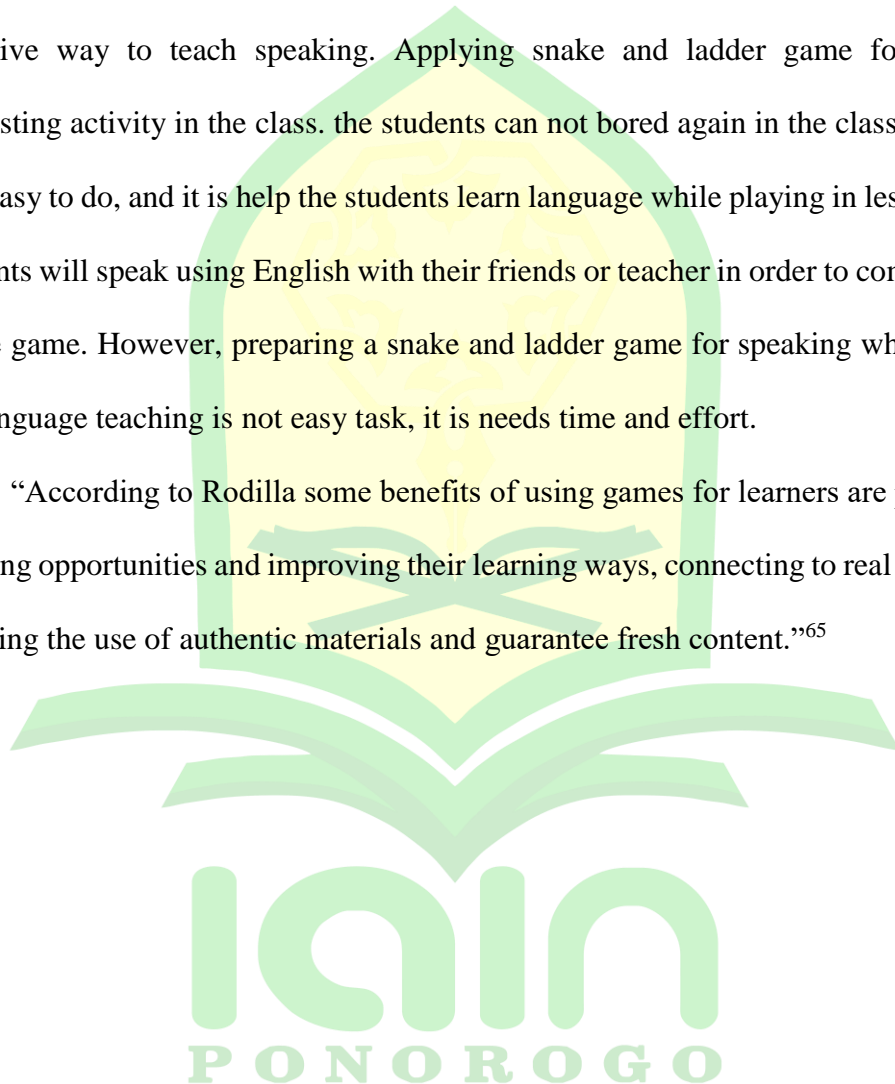 ive way to teach speaking. Applying snake and ladder game fo
sting activity in the class. the students can not bored again in the class
asy to do, and it is help the students learn language while playing in les
nts will speak using English with their friends or teacher in order to con
game. However, preparing a snake and ladder game for speaking wh
nguage teaching is not easy task, it is needs time and effort.
“According to Rodilla some benefits of using games for learners are
ng opportunities and improving their learning ways, connecting to real
ing the use of authentic materials and guarantee fresh content.”65
iain
PONOROGO